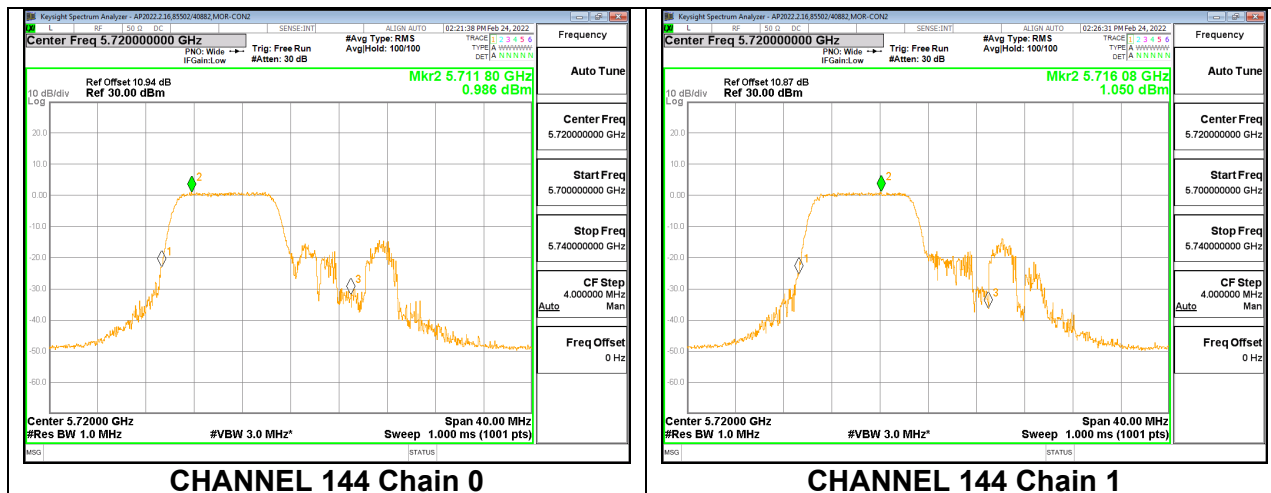 Keysight Spectrum Analyzer - AP2022.2.16,85502/40882,MOR-CON2
L RF 50 Ω DC SENSE:INT ALIGN AUTO 02:21:38 PM Feb 24, 2022
Center Freq 5.720000000 GHz
PNO: Wide
IFGain:Low
Trig: Free Run
#Atten: 30 dB
#Avg Type: RMS
Avg|Hold: 100/100
TRACE 1 2 3 4 5 6
TYPE A WWWWW
DET A N N N N N
Frequency
Mkr2 5.711 80 GHz
0.986 dBm
Ref Offset 10.94 dB
Ref 30.00 dBm
10 dB/div
Log
20.0
10.0
0.00
-10.0
-20.0
-30.0
-40.0
-50.0
-60.0
1
2
3
Center 5.72000 GHz
Span 40.00 MHz
#Res BW 1.0 MHz
#VBW 3.0 MHz*
Sweep 1.000 ms (1001 pts)
MSG
STATUS
Auto Tune
Center Freq
5.720000000 GHz
Start Freq
5.700000000 GHz
Stop Freq
5.740000000 GHz
CF Step
4.000000 MHz
Auto Man
Freq Offset
0 Hz
CHANNEL 144 Chain 0
Keysight Spectrum Analyzer - AP2022.2.16,85502/40882,MOR-CON2
L RF 50 Ω DC SENSE:INT ALIGN AUTO 02:26:31 PM Feb 24, 2022
Center Freq 5.720000000 GHz
PNO: Wide
IFGain:Low
Trig: Free Run
#Atten: 30 dB
#Avg Type: RMS
Avg|Hold: 100/100
TRACE 1 2 3 4 5 6
TYPE A WWWWW
DET A N N N N N
Frequency
Mkr2 5.716 08 GHz
1.050 dBm
Ref Offset 10.87 dB
Ref 30.00 dBm
10 dB/div
Log
20.0
10.0
0.00
-10.0
-20.0
-30.0
-40.0
-50.0
-60.0
1
2
3
Center 5.72000 GHz
Span 40.00 MHz
#Res BW 1.0 MHz
#VBW 3.0 MHz*
Sweep 1.000 ms (1001 pts)
MSG
STATUS
Auto Tune
Center Freq
5.720000000 GHz
Start Freq
5.700000000 GHz
Stop Freq
5.740000000 GHz
CF Step
4.000000 MHz
Auto Man
Freq Offset
0 Hz
CHANNEL 144 Chain 1